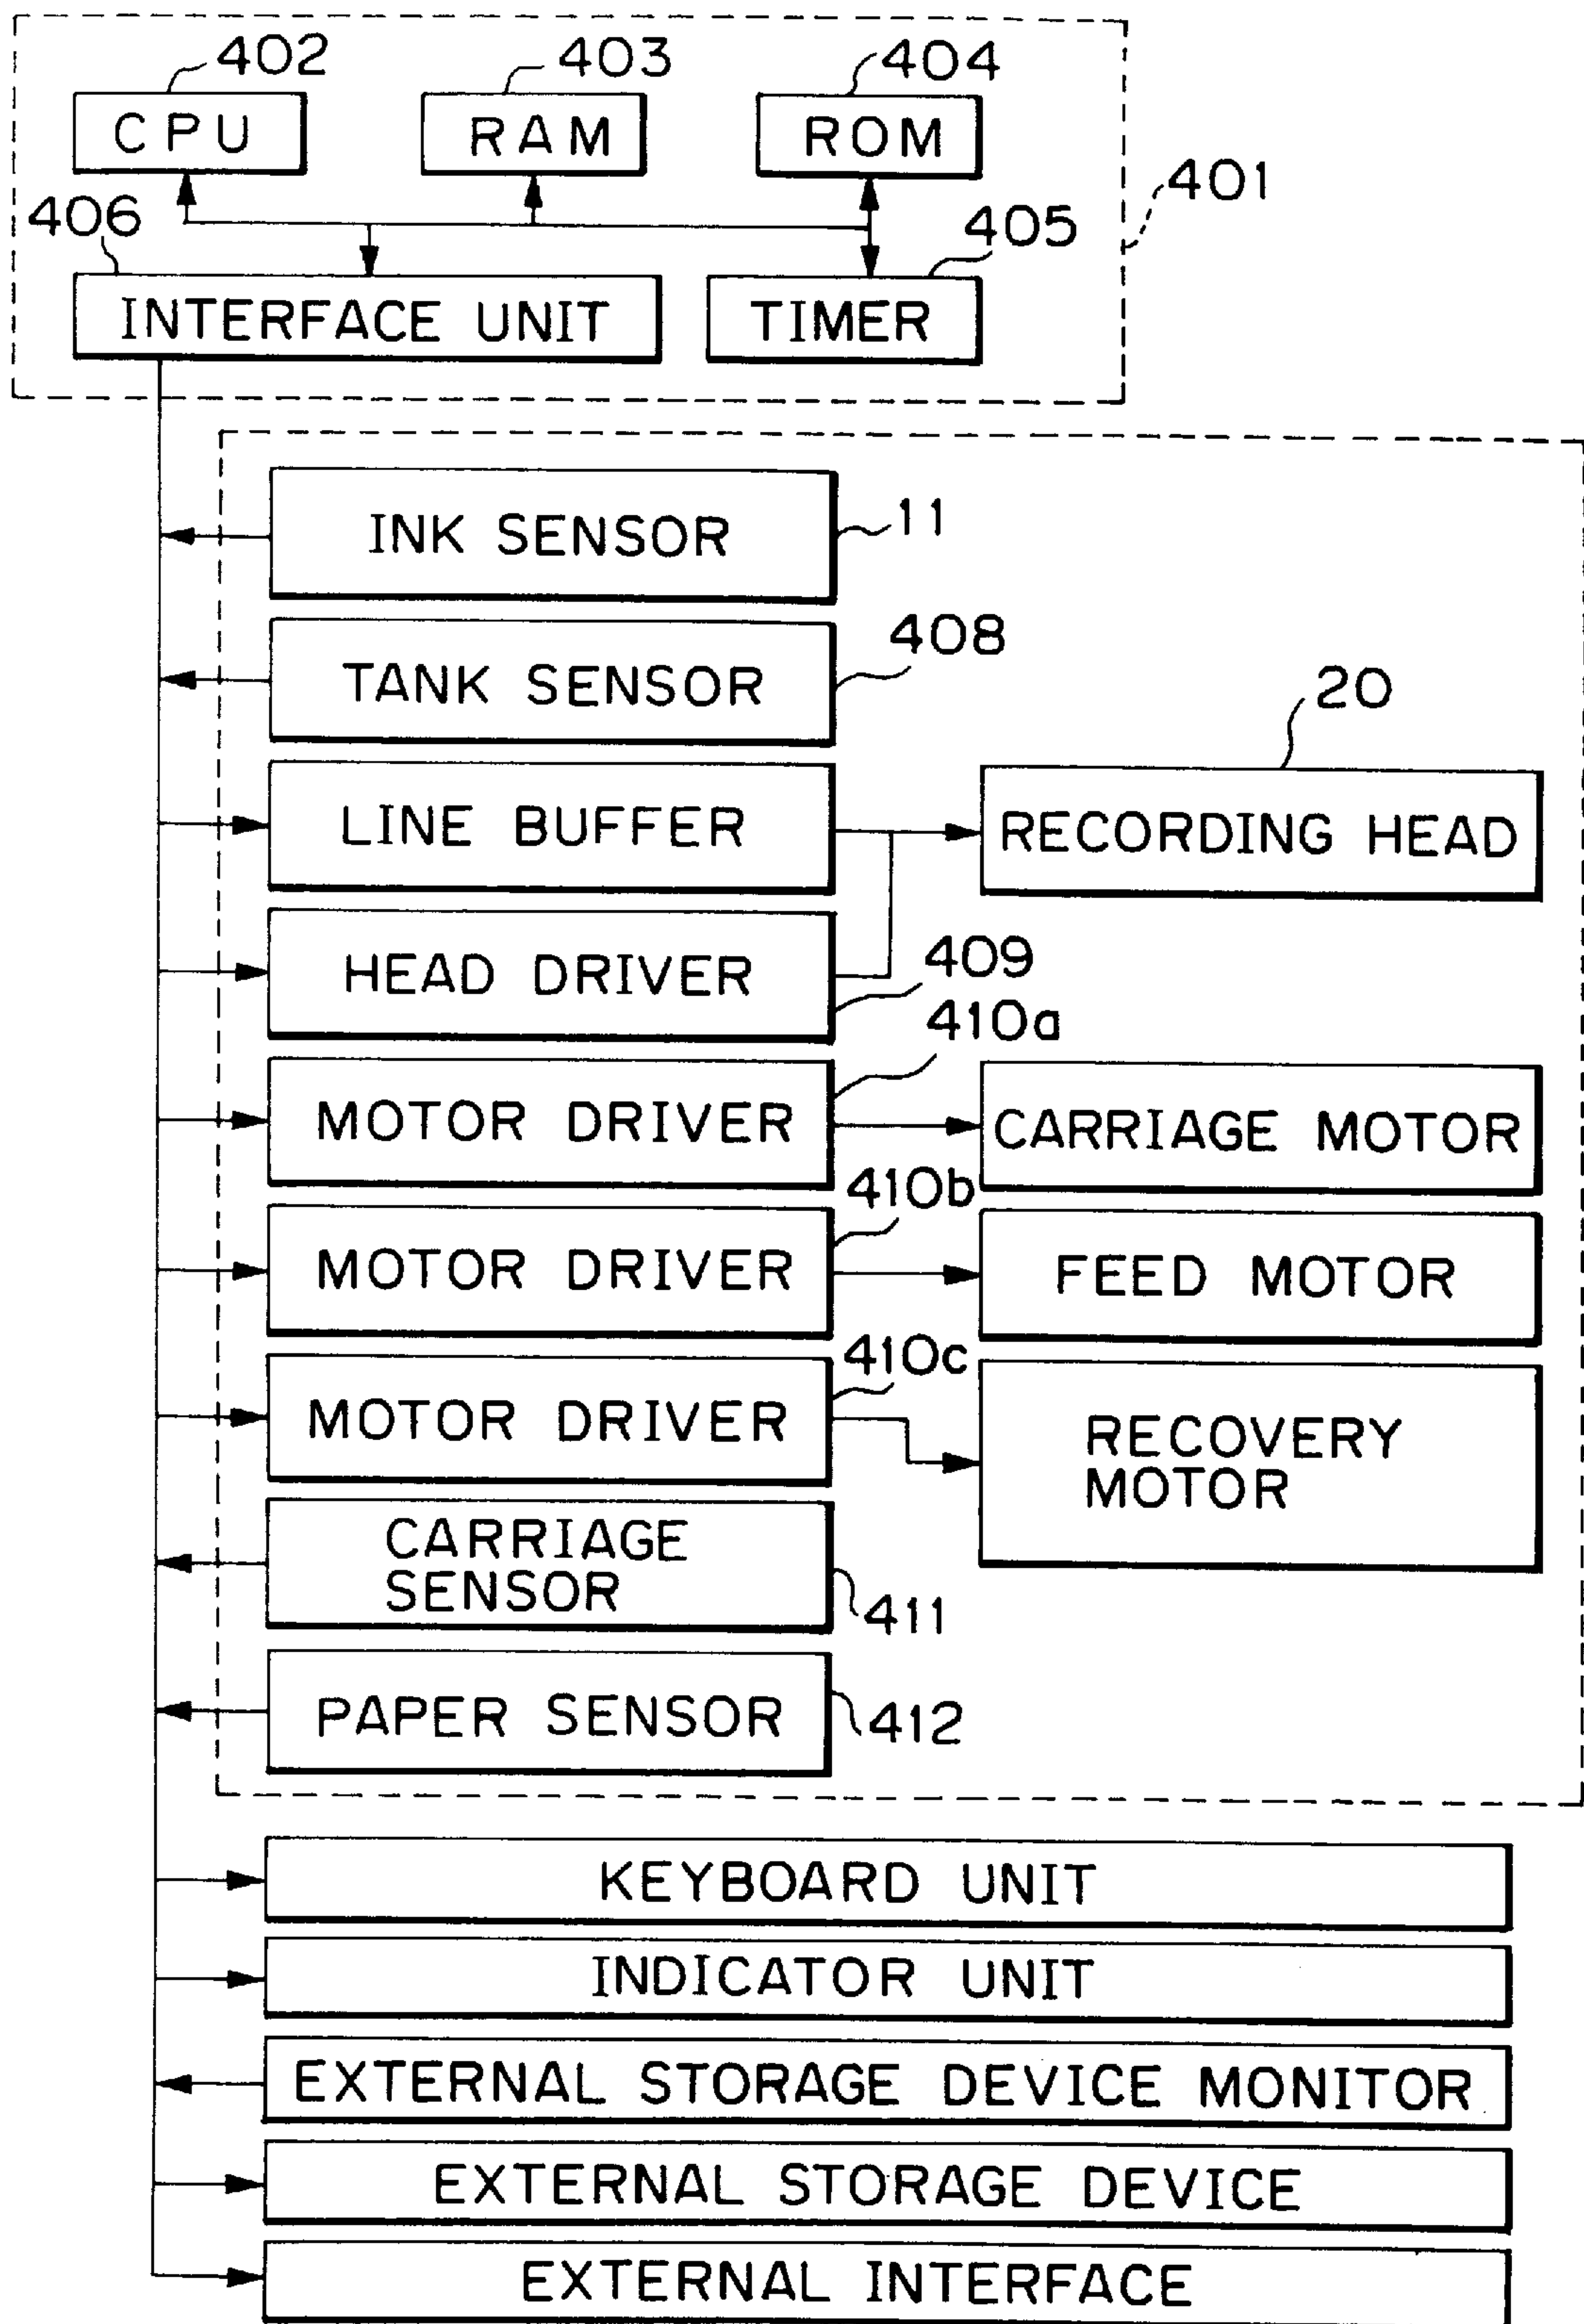 402
403
404
CPU
RAM
ROM
401
406
405
INTERFACE UNIT
TIMER
INK SENSOR
11
TANK SENSOR
408
20
LINE BUFFER
RECORDING HEAD
HEAD DRIVER
409
410a
MOTOR DRIVER
CARRIAGE MOTOR
410b
MOTOR DRIVER
FEED MOTOR
410c
MOTOR DRIVER
RECOVERY
MOTOR
CARRIAGE
SENSOR
411
PAPER SENSOR
412
KEYBOARD UNIT
INDICATOR UNIT
EXTERNAL STORAGE DEVICE MONITOR
EXTERNAL STORAGE DEVICE
EXTERNAL INTERFACE